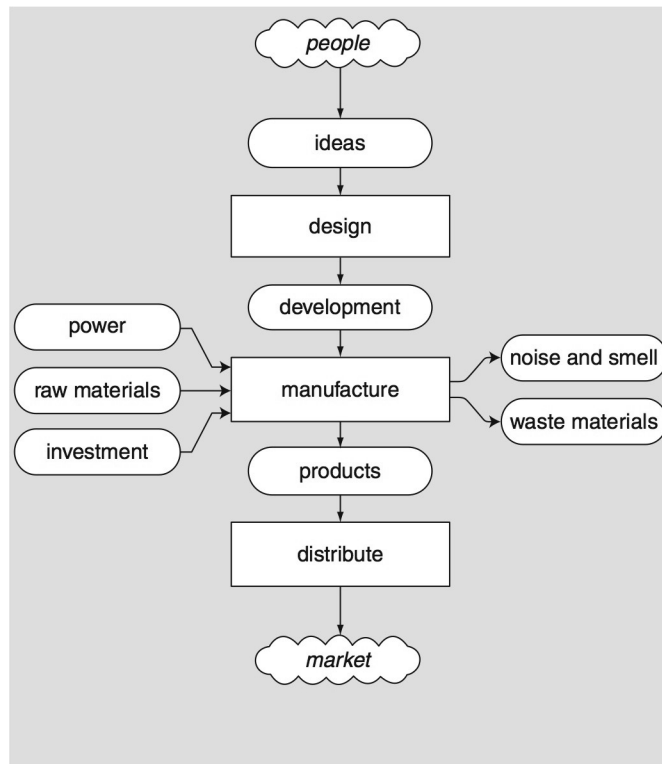 people
ideas
design
development
power
raw materials
investment
manufacture
noise and smell
waste materials
products
distribute
market